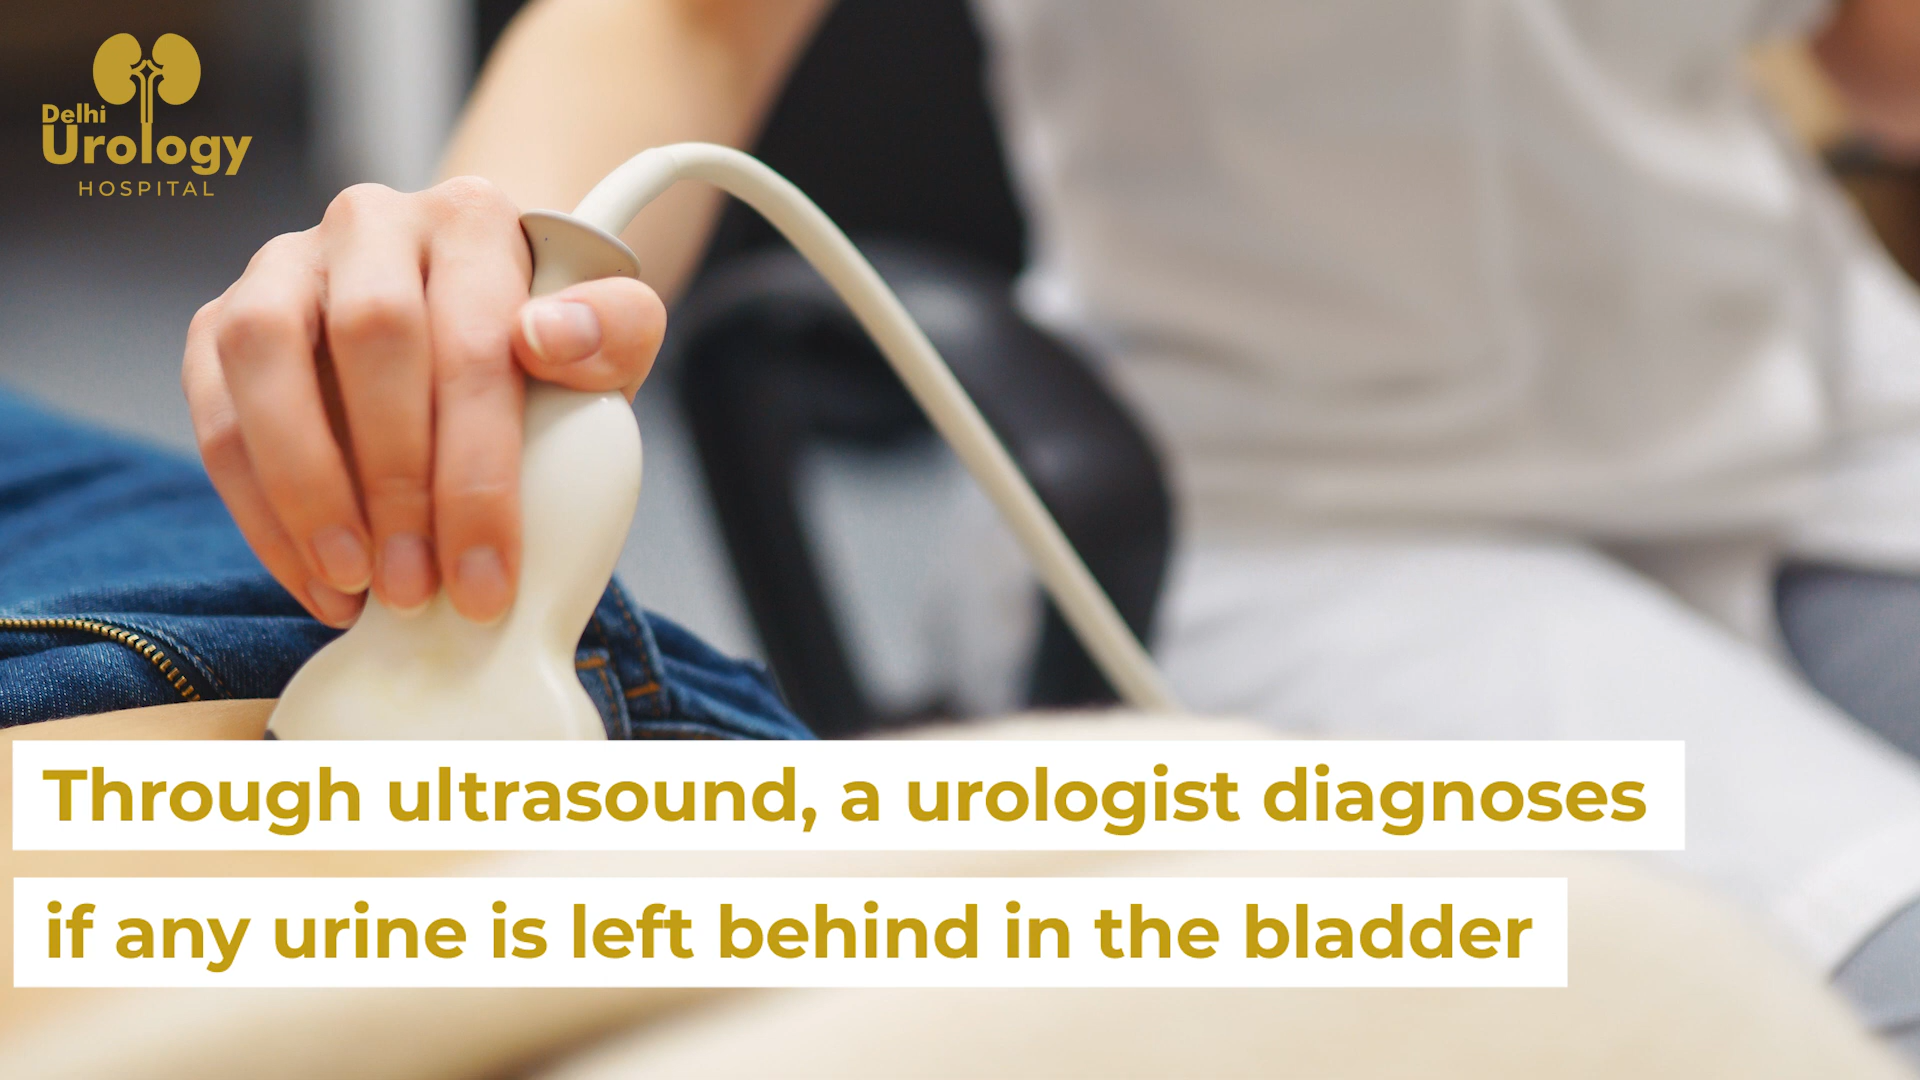 Delhi
Urology
HOSPITAL
Through ultrasound, a urologist diagnoses
if any urine is left behind in the bladder